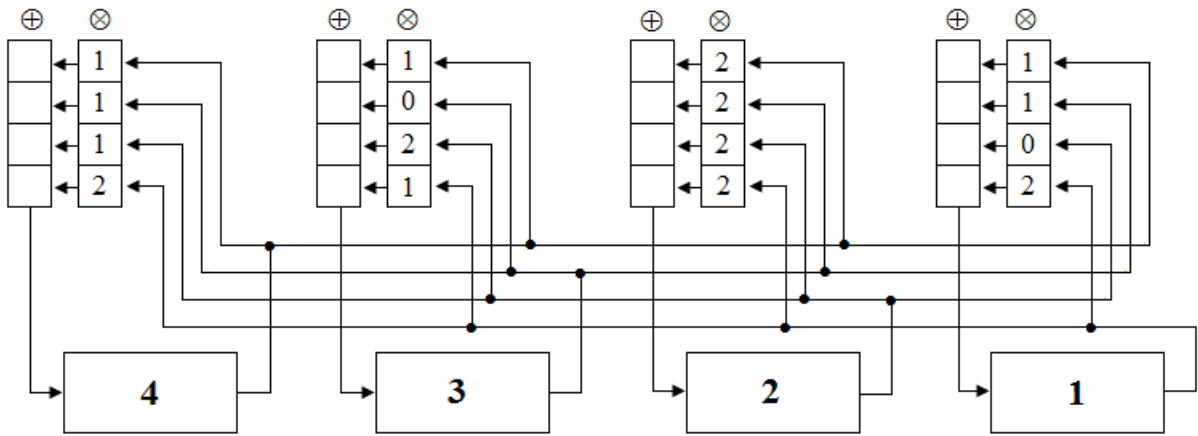 ⊕ ⊗ ⊕ ⊗ ⊕ ⊗ ⊕ ⊗
1 1 2 1
1 0 2 1
1 2 2 0
2 1 2 2
4 3 2 1